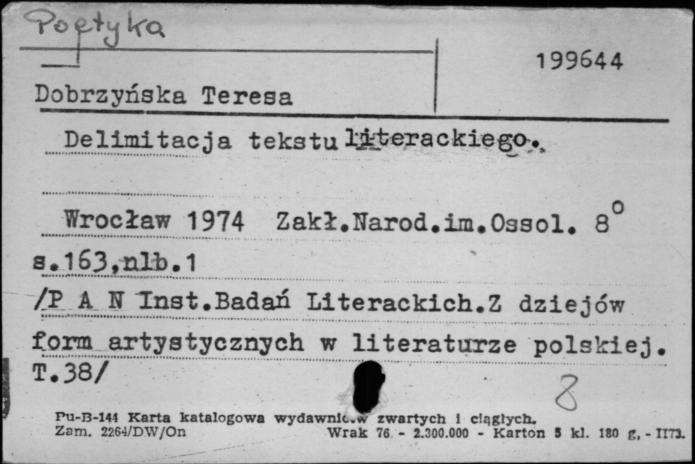 Poetyka
199644
Dobrzyńska Teresa
Delimitacja tekstu literackiego.
Wrocław 1974 Zakł.Narod.im.Ossol. 8°
s.163,nlb.1
/P A N Inst.Badań Literackich.Z dziejów
form artystycznych w literaturze polskiej.
T.38/
8
Pu-B-144 Karta katalogowa wydawnictw zwartych i ciągłych.
Zam. 2264/DW/On Wrak 76 - 2.300.000 - Karton 5 kl. 180 g, - II73.